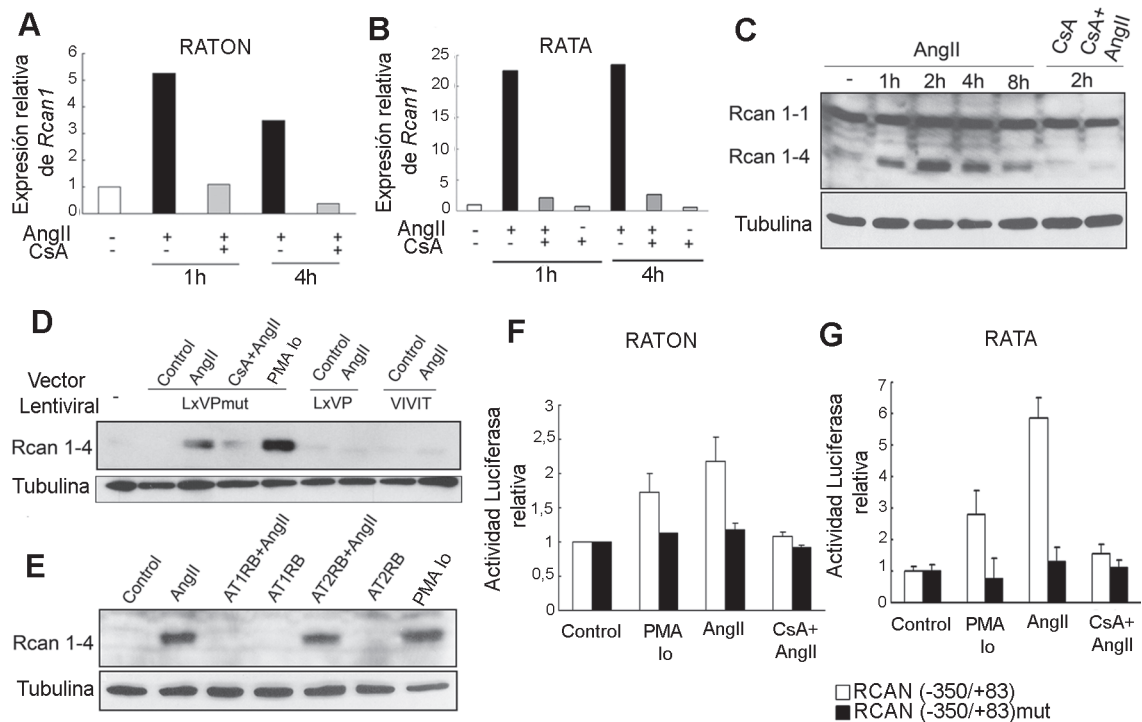 A
RATON
Expresión relativa
de Rcan1
6
5
4
3
2
1
0
AngII - + + + +
CsA - - + - +
1h 4h
B
RATA
Expresión relativa
de Rcan1
25
20
15
10
5
0
AngII - + + - + + -
CsA - - + + - + +
1h 4h
C
AngII
CsA
CsA+
AngII
- 1h 2h 4h 8h 2h
Rcan 1-1
Rcan 1-4
Tubulina
D
Vector
Lentiviral
- Control AngII CsA+AngII PMA Io Control AngII Control AngII
LxVPmut LxVP VIVIT
Rcan 1-4
Tubulina
E
Control AngII AT1RB+AngII AT1RB AT2RB+AngII AT2RB PMA Io
Rcan 1-4
Tubulina
F
RATON
Actividad Luciferasa
relativa
3
2,5
2
1,5
1
0,5
0
Control PMA Io AngII CsA+ AngII
G
RATA
Actividad Luciferasa
relativa
7
6
5
4
3
2
1
0
Control PMA Io AngII CsA+ AngII
RCAN (-350/+83)
RCAN (-350/+83)mut